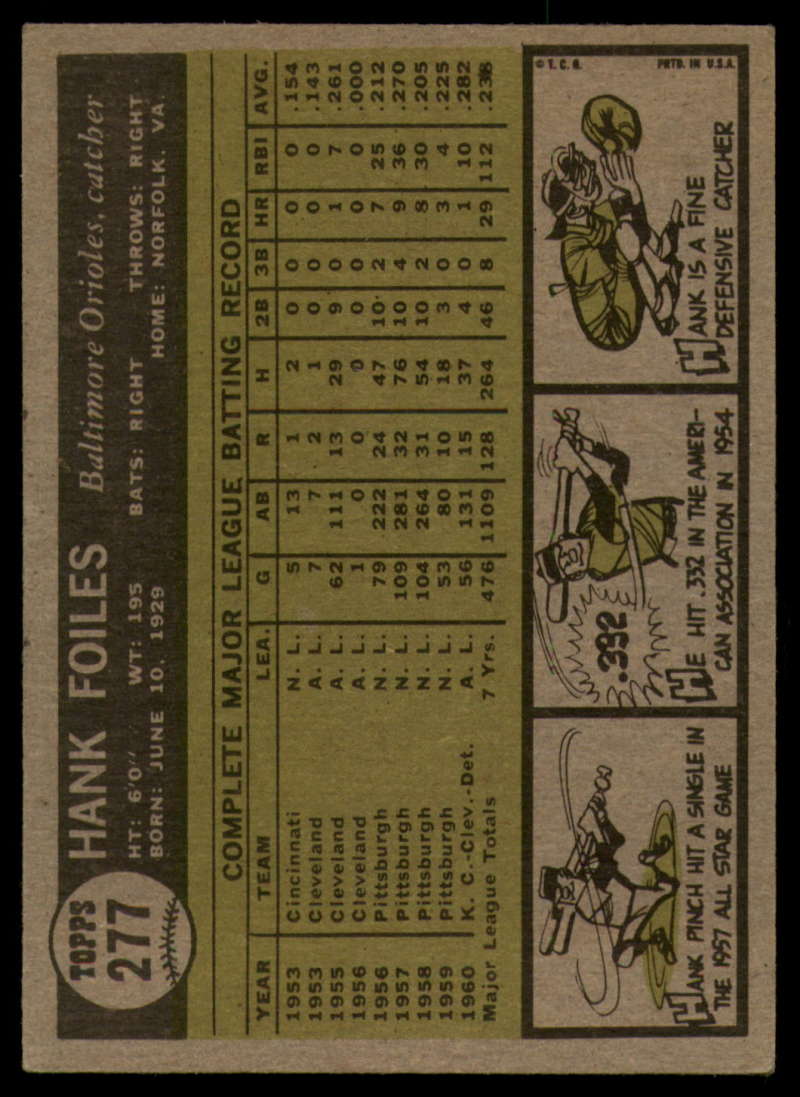 TOPPS
277
HANK FOILES Baltimore Orioles, catcher
HT: 6'0" WT: 195 BATS: RIGHT THROWS: RIGHT
BORN: JUNE 10, 1929 HOME: NORFOLK, VA.
COMPLETE MAJOR LEAGUE BATTING RECORD
YEAR TEAM LEA. G AB R H 2B 3B HR RBI AVG.
1953 Cincinnati N. L. 5 13 1 2 0 0 0 0 .154
1953 Cleveland A. L. 7 7 2 1 0 0 0 0 .143
1955 Cleveland A. L. 62 111 13 29 9 0 1 7 .261
1956 Cleveland A. L. 1 0 0 0 0 0 0 0 .000
1956 Pittsburgh N. L. 79 222 24 47 10 2 7 25 .212
1957 Pittsburgh N. L. 109 281 32 76 10 4 9 36 .270
1958 Pittsburgh N. L. 104 264 31 54 10 2 8 30 .205
1959 Pittsburgh N. L. 53 80 10 18 3 0 3 4 .225
1960 K. C.-Clev.-Det. A. L. 56 131 15 37 4 0 1 10 .282
Major League Totals 7 Yrs. 476 1109 128 264 46 8 29 112 .238
HANK PINCH HIT A SINGLE IN
THE 1957 ALL STAR GAME
.332
HE HIT .332 IN THE AMERI-
CAN ASSOCIATION IN 1954
© T. C. G. PRTD. IN U.S.A.
HANK IS A FINE
DEFENSIVE CATCHER